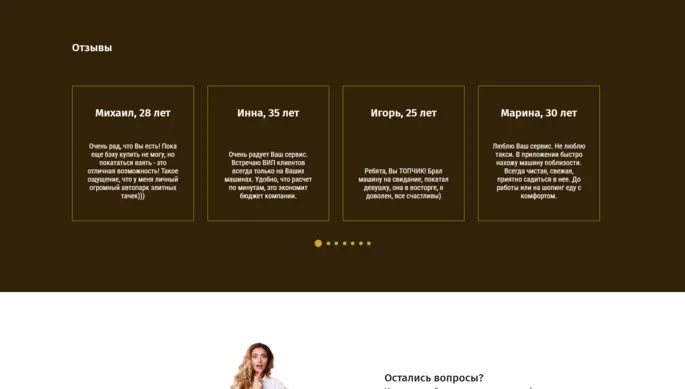 Отзывы
Михаил, 28 лет
Очень рад, что Вы есть! Пока
еще бэху купить не могу, но
покататься взять - это
отличная возможность! Такое
ощущение, что у меня личный
огромный автопарк элитных
тачек)))
Инна, 35 лет
Очень радует Ваш сервис.
Встречаю ВИП клиентов
всегда только на Ваших
машинах. Удобно, что расчет
по минутам, это экономит
бюджет компании.
Игорь, 25 лет
Ребята, Вы ТОПЧИК! Брал
машину на свидание, покатал
девушку, она в восторге, я
доволен, все счастливы)
Марина, 30 лет
Люблю Ваш сервис. Не люблю
такси. В приложении быстро
нахожу машину поблизости.
Всегда чистая, свежая,
приятно садиться в нее. До
работы или на шопинг еду с
комфортом.
Остались вопросы?